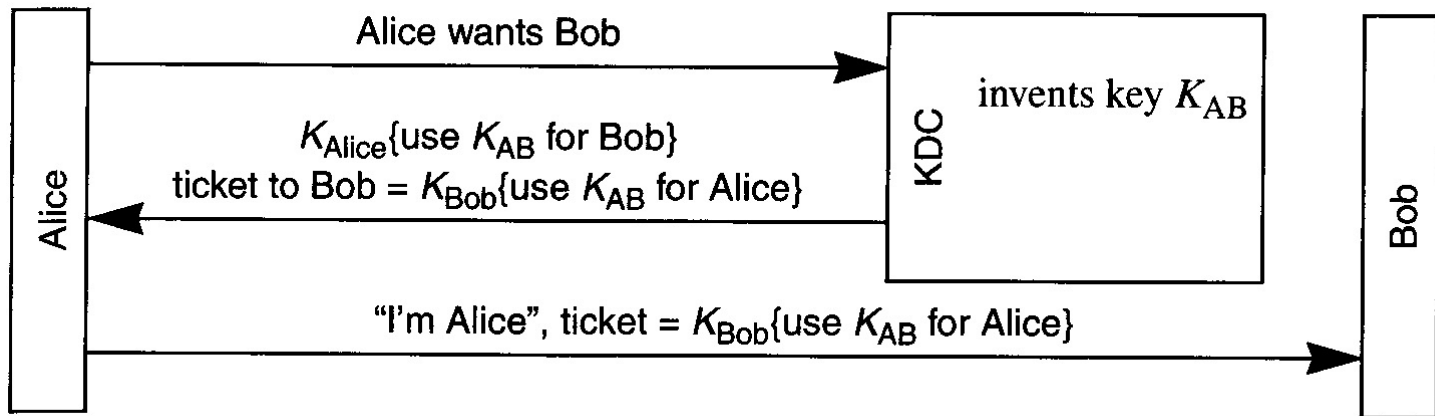 Alice wants Bob
invents key K_AB
K_Alice{use K_AB for Bob}
ticket to Bob = K_Bob{use K_AB for Alice}
KDC
Alice
Bob
“I’m Alice”, ticket = K_Bob{use K_AB for Alice}